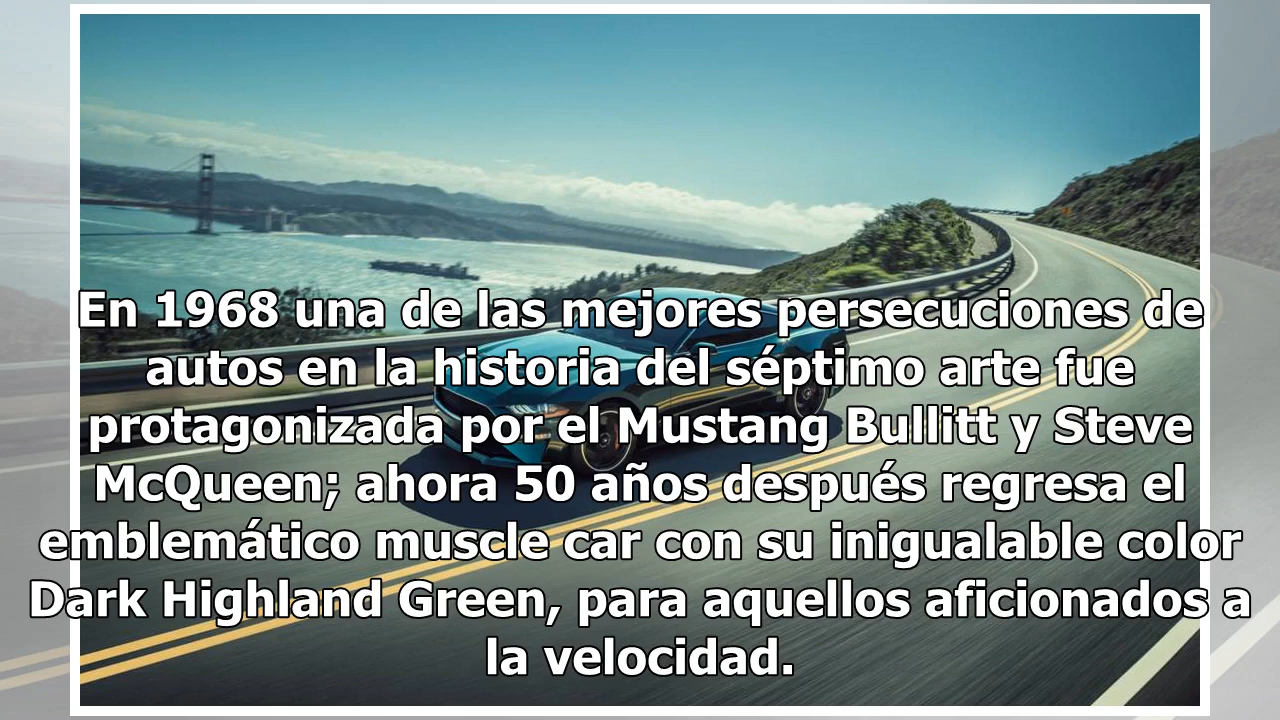 En 1968 una de las mejores persecuciones de
autos en la historia del séptimo arte fue
protagonizada por el Mustang Bullitt y Steve
McQueen; ahora 50 años después regresa el
emblemático muscle car con su inigualable color
Dark Highland Green, para aquellos aficionados a
la velocidad.